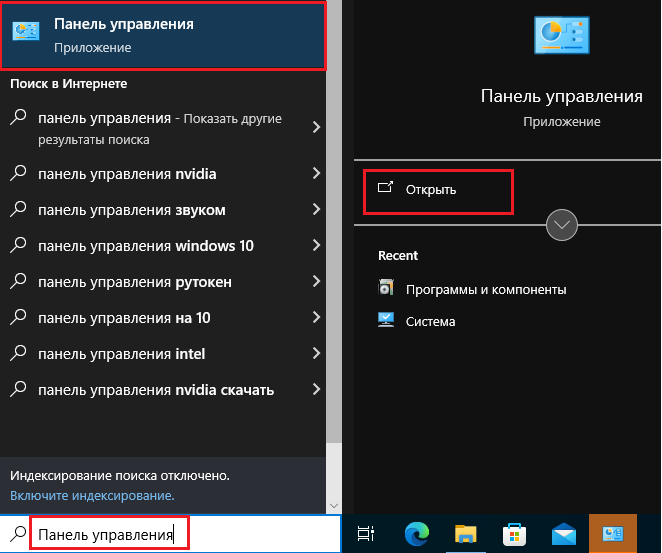 Панель управления
Приложение
Поиск в Интернете
панель управления - Показать другие
результаты поиска
панель управления nvidia
панель управления звуком
панель управления windows 10
панель управления рутокен
панель управления на 10
панель управления intel
панель управления nvidia скачать
Индексирование поиска отключено.
Включите индексирование.
Панель управления
Панель управления
Приложение
Открыть
Recent
Программы и компоненты
Система